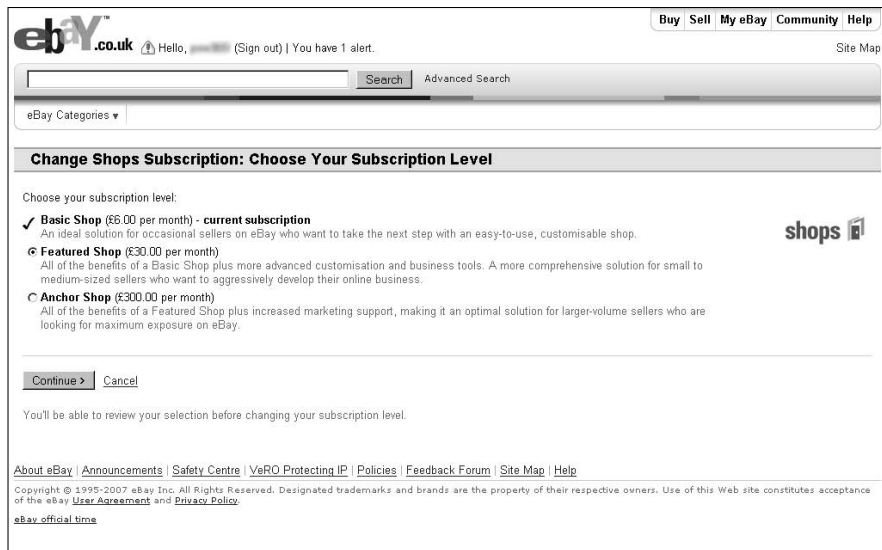 Buy Sell My eBay Community Help
ebaY™.co.uk Hello, (Sign out) | You have 1 alert.
Site Map
Search Advanced Search
eBay Categories ▾
Change Shops Subscription: Choose Your Subscription Level
Choose your subscription level:
Basic Shop (£6.00 per month) - current subscription
An ideal solution for occasional sellers on eBay who want to take the next step with an easy-to-use, customisable shop.
shops
Featured Shop (£30.00 per month)
All of the benefits of a Basic Shop plus more advanced customisation and business tools. A more comprehensive solution for small to
medium-sized sellers who want to aggressively develop their online business.
Anchor Shop (£300.00 per month)
All of the benefits of a Featured Shop plus increased marketing support, making it an optimal solution for larger-volume sellers who are
looking for maximum exposure on eBay.
Continue > Cancel
You'll be able to review your selection before changing your subscription level.
About eBay | Announcements | Safety Centre | VeRO Protecting IP | Policies | Feedback Forum | Site Map | Help
Copyright © 1995-2007 eBay Inc. All Rights Reserved. Designated trademarks and brands are the property of their respective owners. Use of this Web site constitutes acceptance
of the eBay User Agreement and Privacy Policy.
eBay official time